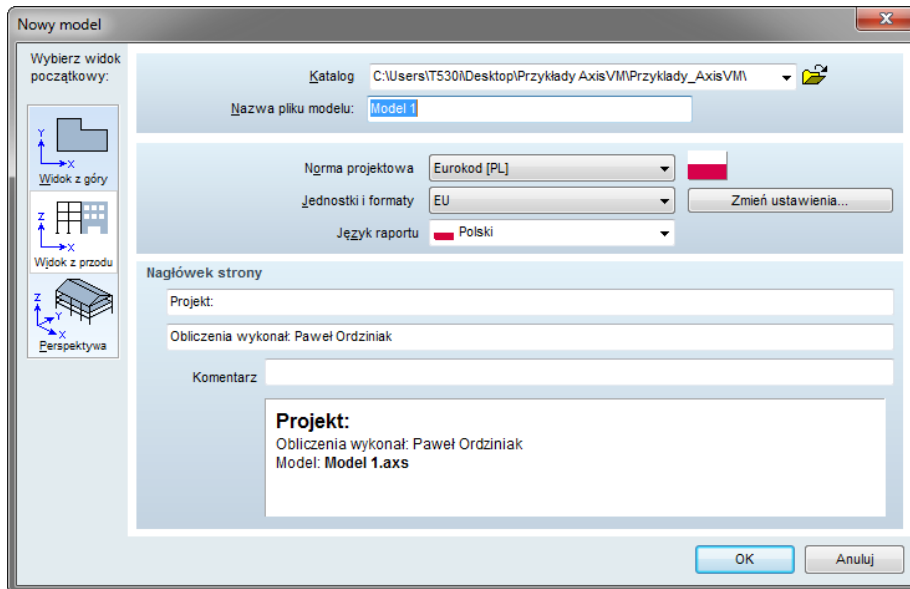 Nowy model
Wybierz widok
początkowy:
Y
X
Widok z góry
Z
X
Widok z przodu
Z
Y
X
Perspektywa
Katalog C:\Users\T530i\Desktop\Przykłady AxisVM\Przyklady_AxisVM\
Nazwa pliku modelu: Model 1
Norma projektowa Eurokod [PL]
Jednostki i formaty EU Zmień ustawienia...
Język raportu Polski
Nagłówek strony
Projekt:
Obliczenia wykonał: Paweł Ordziniak
Komentarz
Projekt:
Obliczenia wykonał: Paweł Ordziniak
Model: Model 1.axs
OK Anuluj